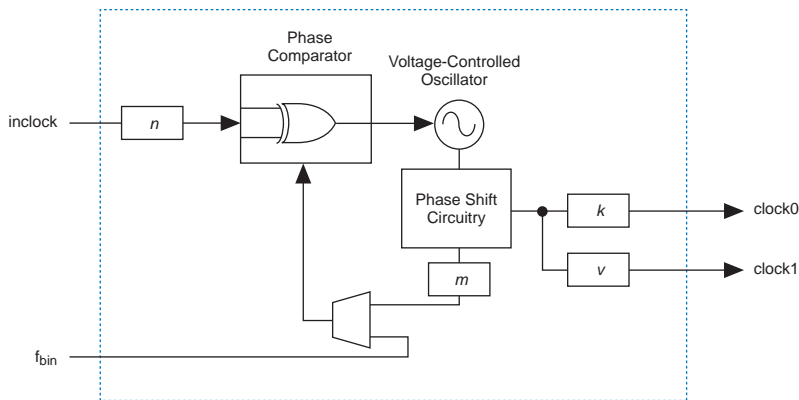 Phase
Comparator
Voltage-Controlled
Oscillator
inclock
n
Phase Shift
Circuitry
k
clock0
v
clock1
m
fbin